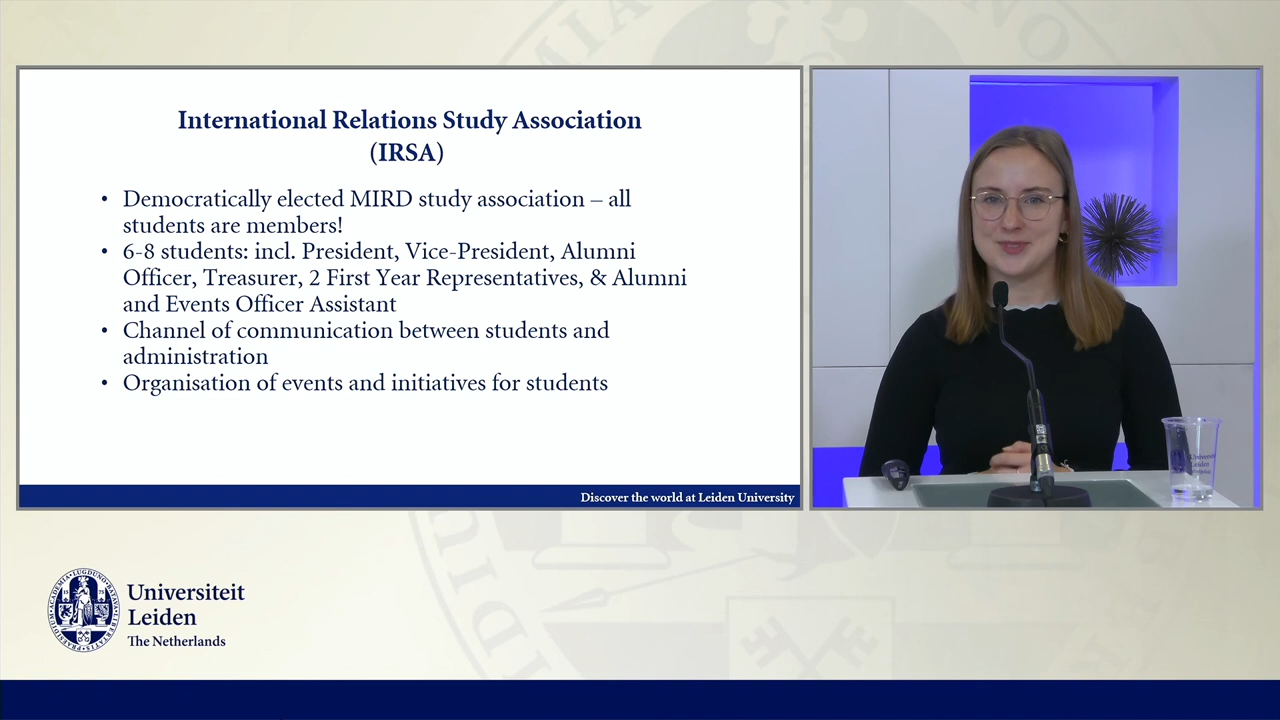 International Relations Study Association
(IRSA)
• Democratically elected MIRD study association – all
students are members!
• 6-8 students: incl. President, Vice-President, Alumni
Officer, Treasurer, 2 First Year Representatives, & Alumni
and Events Officer Assistant
• Channel of communication between students and
administration
• Organisation of events and initiatives for students
Discover the world at Leiden University
Universiteit
Leiden
Universiteit
Leiden
The Netherlands